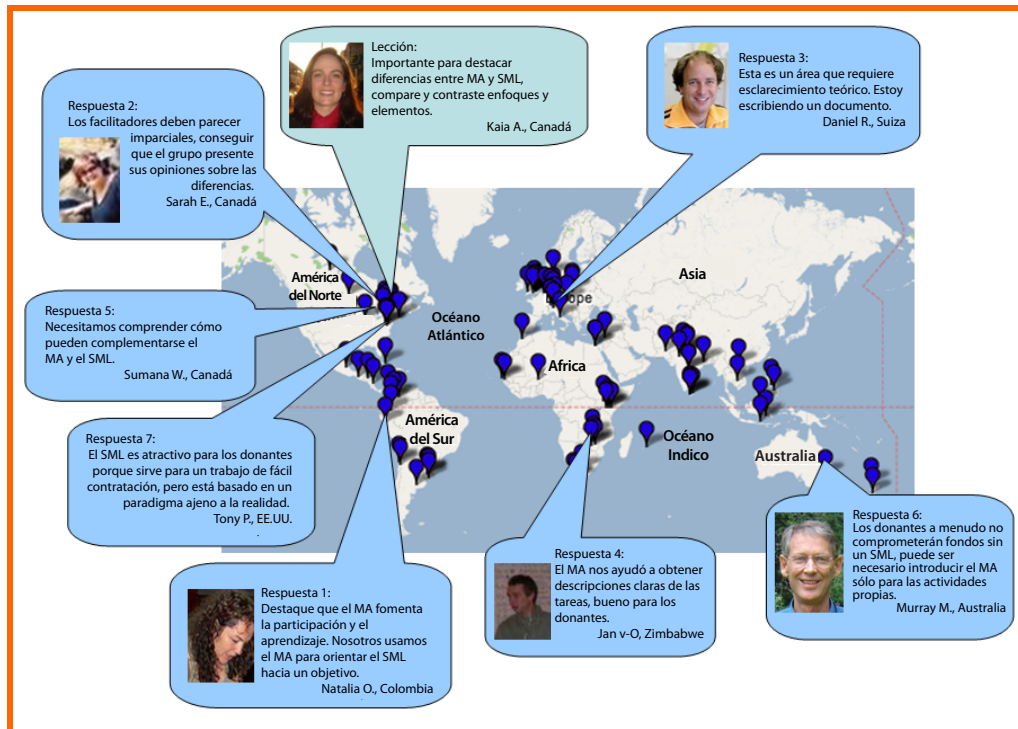 Lección:
Importante para destacar
diferencias entre MA y SML,
compare y contraste enfoques y
elementos.
Kaia A., Canadá
Respuesta 3:
Esta es un área que requiere
esclarecimiento teórico. Estoy
escribiendo un documento.
Daniel R., Suiza
Respuesta 2:
Los facilitadores deben parecer
imparciales, conseguir
que el grupo presente
sus opiniones sobre las
diferencias.
Sarah E., Canadá
América
del Norte
Océano
Atlántico
Europe
Asia
Respuesta 5:
Necesitamos comprender cómo
pueden complementarse el
MA y el SML.
Sumana W., Canadá
Africa
América
del Sur
Océano
Indico
Australia
Respuesta 7:
El SML es atractivo para los donantes
porque sirve para un trabajo de fácil
contratación, pero está basado en un
paradigma ajeno a la realidad.
Tony P., EE.UU.
.
Respuesta 6:
Los donantes a menudo no
comprometerán fondos sin
un SML, puede ser
necesario introducir el MA
sólo para las actividades
propias.
Murray M., Australia
Respuesta 4:
El MA nos ayudó a obtener
descripciones claras de las
tareas, bueno para los
donantes.
Jan v-O, Zimbabwe
Respuesta 1:
Destaque que el MA fomenta
la participación y el
aprendizaje. Nosotros usamos
el MA para orientar el SML
hacia un objetivo.
Natalia O., Colombia